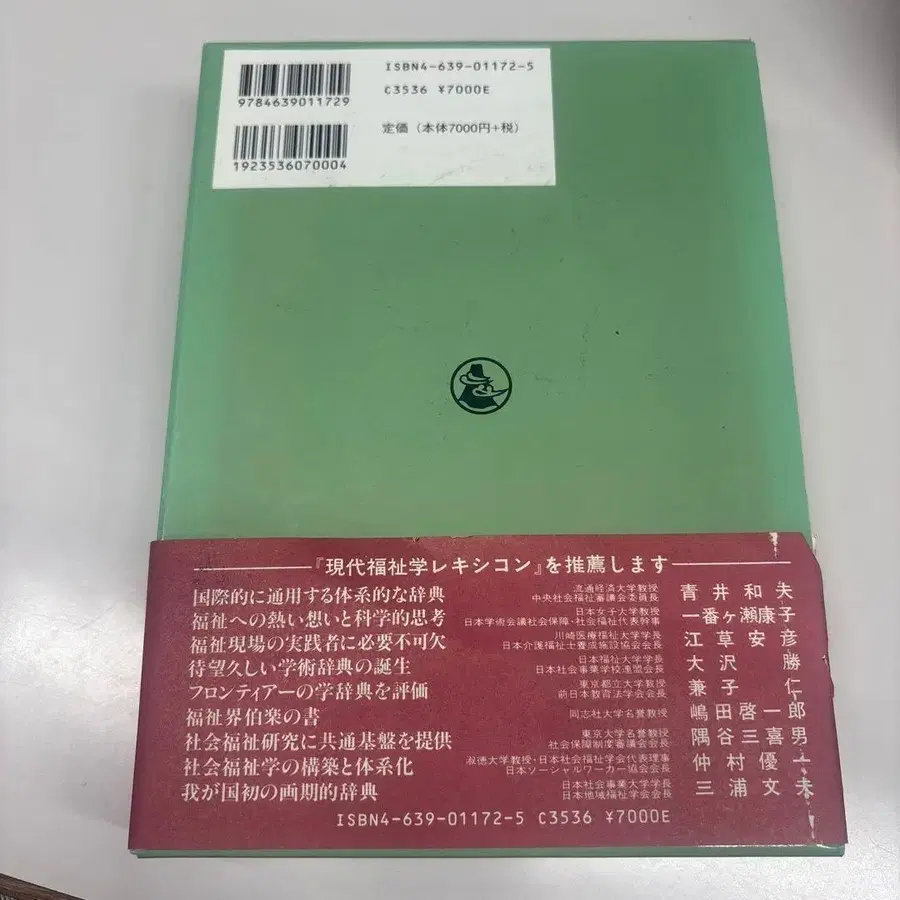 ISBN4-639-01172-5
C3536 ¥7000E
9784639011729
定価（本体7000円+税）
1923536070004
『現代福祉学レキシコン』を推薦します
国際的に通用する体系的な辞典 流通経済大学教授 中央社会福祉審議会委員長 青井和夫
福祉への熱い想いと科学的思考 日本女子大学教授 日本学術会議社会保障・社会福祉代表幹事 一番ヶ瀬康子
福祉現場の実践者に必要不可欠 川崎医療福祉大学学長 日本介護福祉士養成施設協会会長 江草安彦
待望久しい学術辞典の誕生 日本福祉大学学長 日本社会事業学校連盟会長 大沢勝
フロンティアーの学辞典を評価 東京都立大学教授 前日本教育法学会会長 兼子仁
福祉界伯楽の書 同志社大学名誉教授 嶋田啓一郎
社会福祉研究に共通基盤を提供 東京大学名誉教授 社会保障制度審議会会長 隅谷三喜男
社会福祉学の構築と体系化 淑徳大学教授・日本社会福祉学会代表理事 日本ソーシャルワーカー協会会長 仲村優一
我が国初の画期的辞典 日本社会事業大学学長 日本地域福祉学会会長 三浦文夫
ISBN4-639-01172-5 C3536 ¥7000E